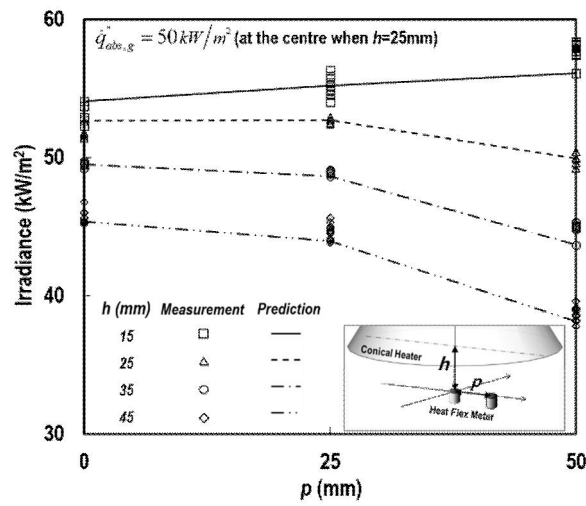 60
q̇"abs,g = 50 kW/m² (at the centre when h=25mm)
50
40
30
Irradiance (kW/m²)
h (mm) Measurement Prediction
15
25
35
45
Conical Heater
h
p
Heat Flex Meter
0 25 50
p (mm)